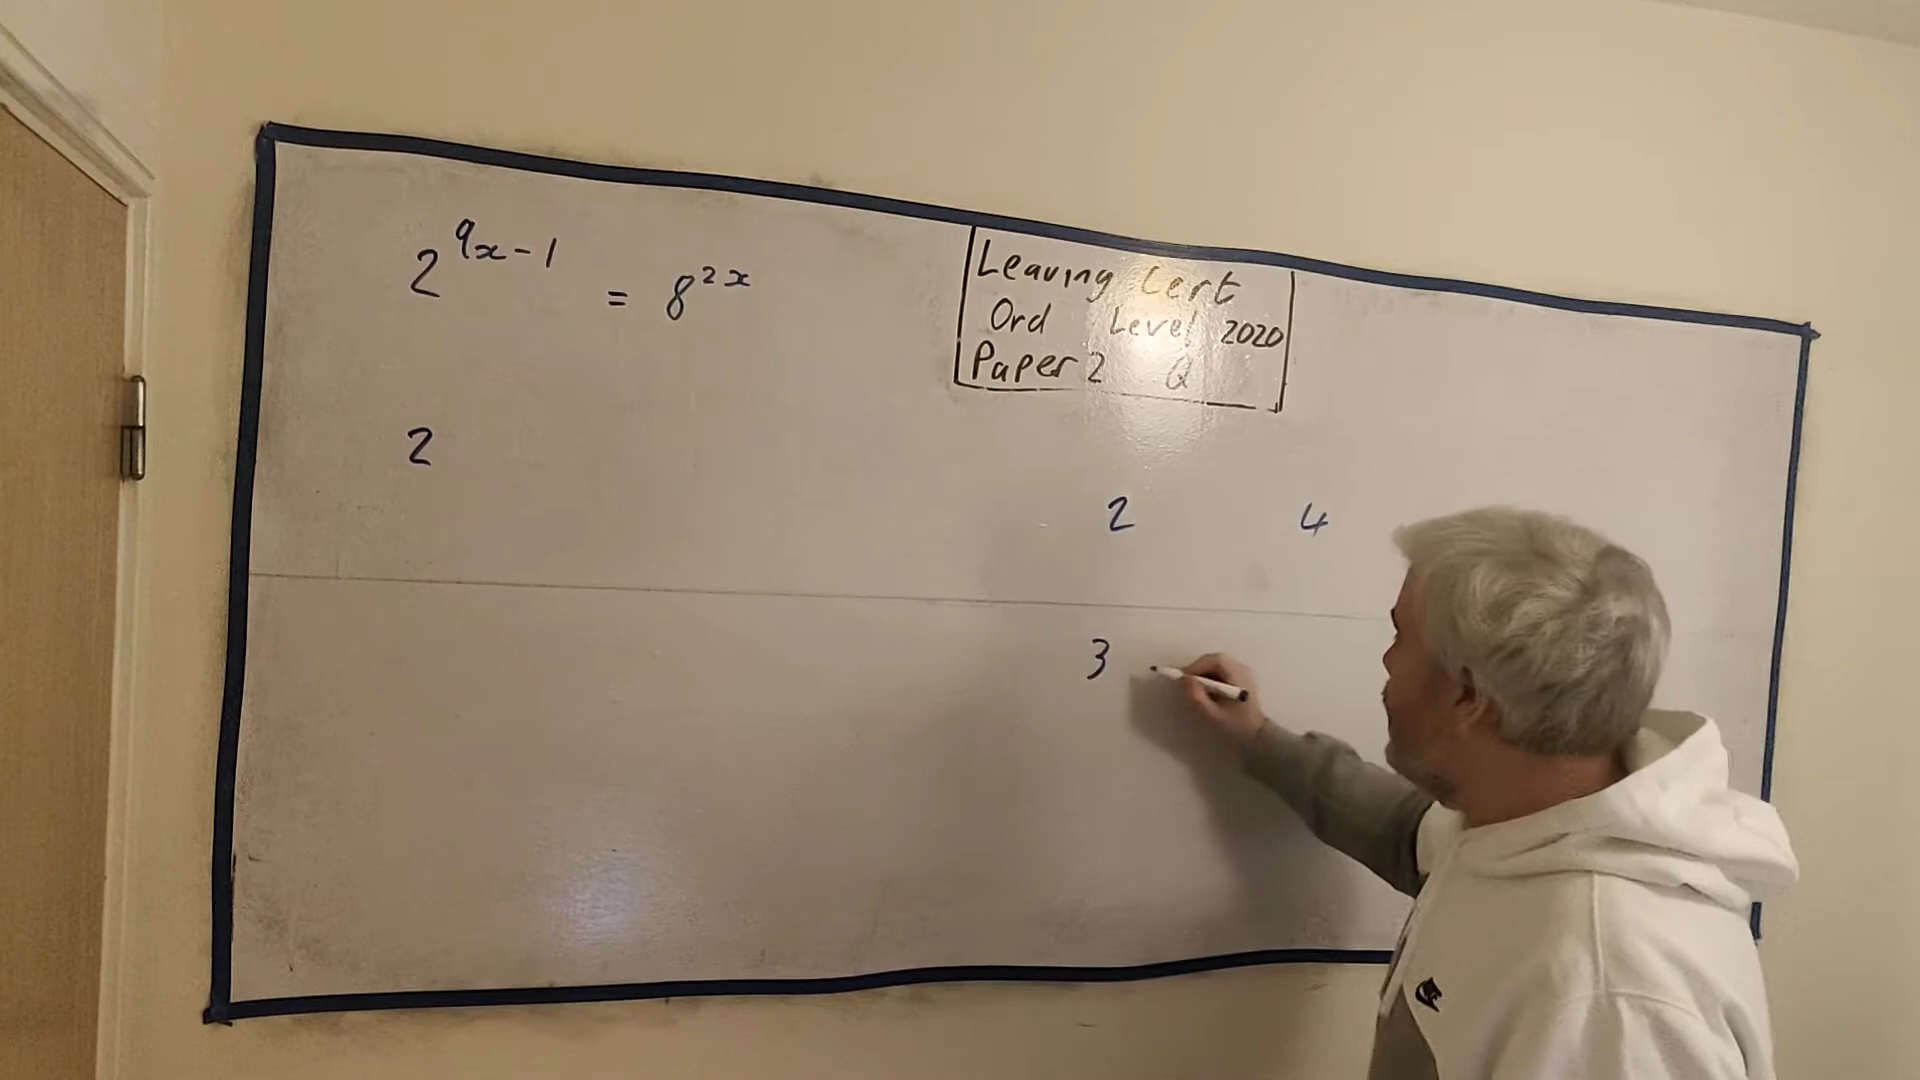 2^{9x-1} = 8^{2x}
Leaving Cert
Ord Level 2020
Paper 2 Q
2
2 4
3